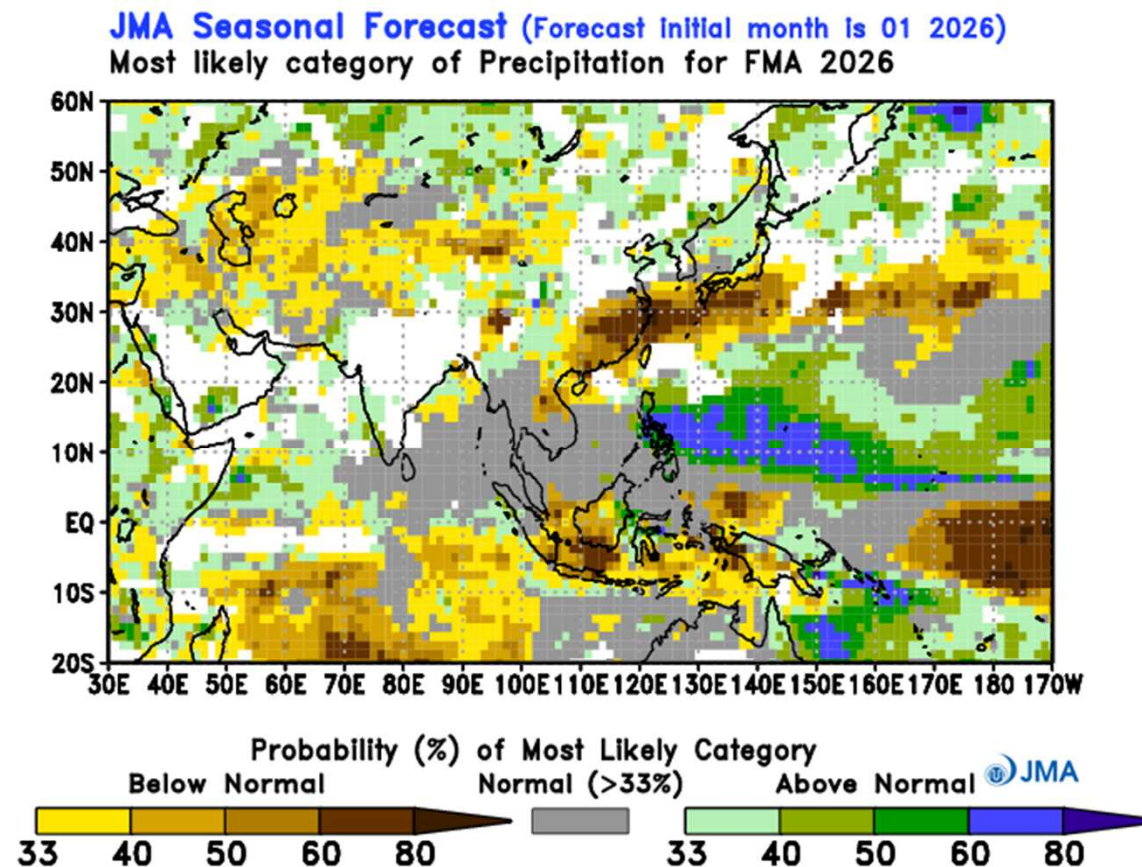 JMA Seasonal Forecast (Forecast initial month is 01 2026)
Most likely category of Precipitation for FMA 2026
60N
50N
40N
30N
20N
10N
EQ
10S
20S
30E 40E 50E 60E 70E 80E 90E 100E 110E 120E 130E 140E 150E 160E 170E 180 170W
Probability (%) of Most Likely Category
Below Normal Normal (>33%) Above Normal JMA
33 40 50 60 80 33 40 50 60 80